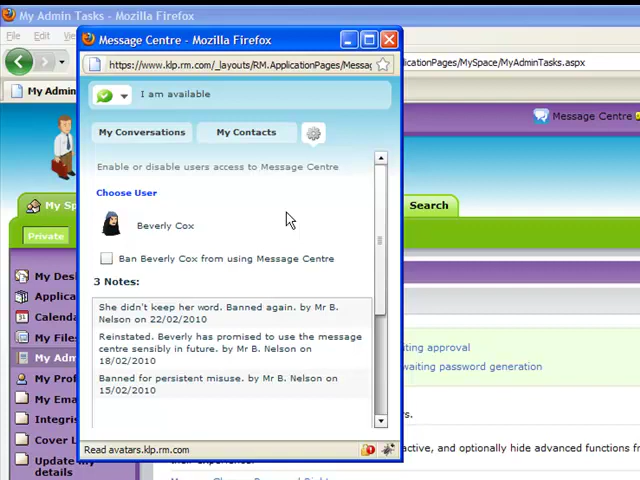 My Admin Tasks - Mozilla Firefox
File Edit
Message Centre - Mozilla Firefox
https://www.klp.rm.com/_layouts/RM.ApplicationPages/Messag
cationPages/MySpace/MyAdminTasks.aspx
My Admin
I am available
Message Centre
My Conversations My Contacts
Enable or disable users access to Message Centre
Choose User
My Sp
Search
Private
Beverly Cox
Ban Beverly Cox from using Message Centre
3 Notes:
My Des
Applica
Calenda
My Files
My Adm
My Prof
My Ema
Integris
Cover L
Update my
details
She didn't keep her word. Banned again. by Mr B.
Nelson on 22/02/2010
Reinstated. Beverly has promised to use the message
centre sensibly in future. by Mr B. Nelson on
18/02/2010
Banned for persistent misuse. by Mr B. Nelson on
15/02/2010
iting approval
waiting password generation
rs.
active, and optionally hide advanced functions fr
Read avatars.klp.rm.com